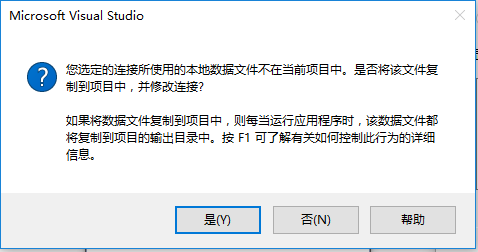 Microsoft Visual Studio
您选定的连接所使用的本地数据文件不在当前项目中。是否将该文件复
制到项目中，并修改连接?
如果将数据文件复制到项目中，则每当运行应用程序时，该数据文件都
将复制到项目的输出目录中。按 F1 可了解有关如何控制此行为的详细
信息。
是(Y)
否(N)
帮助